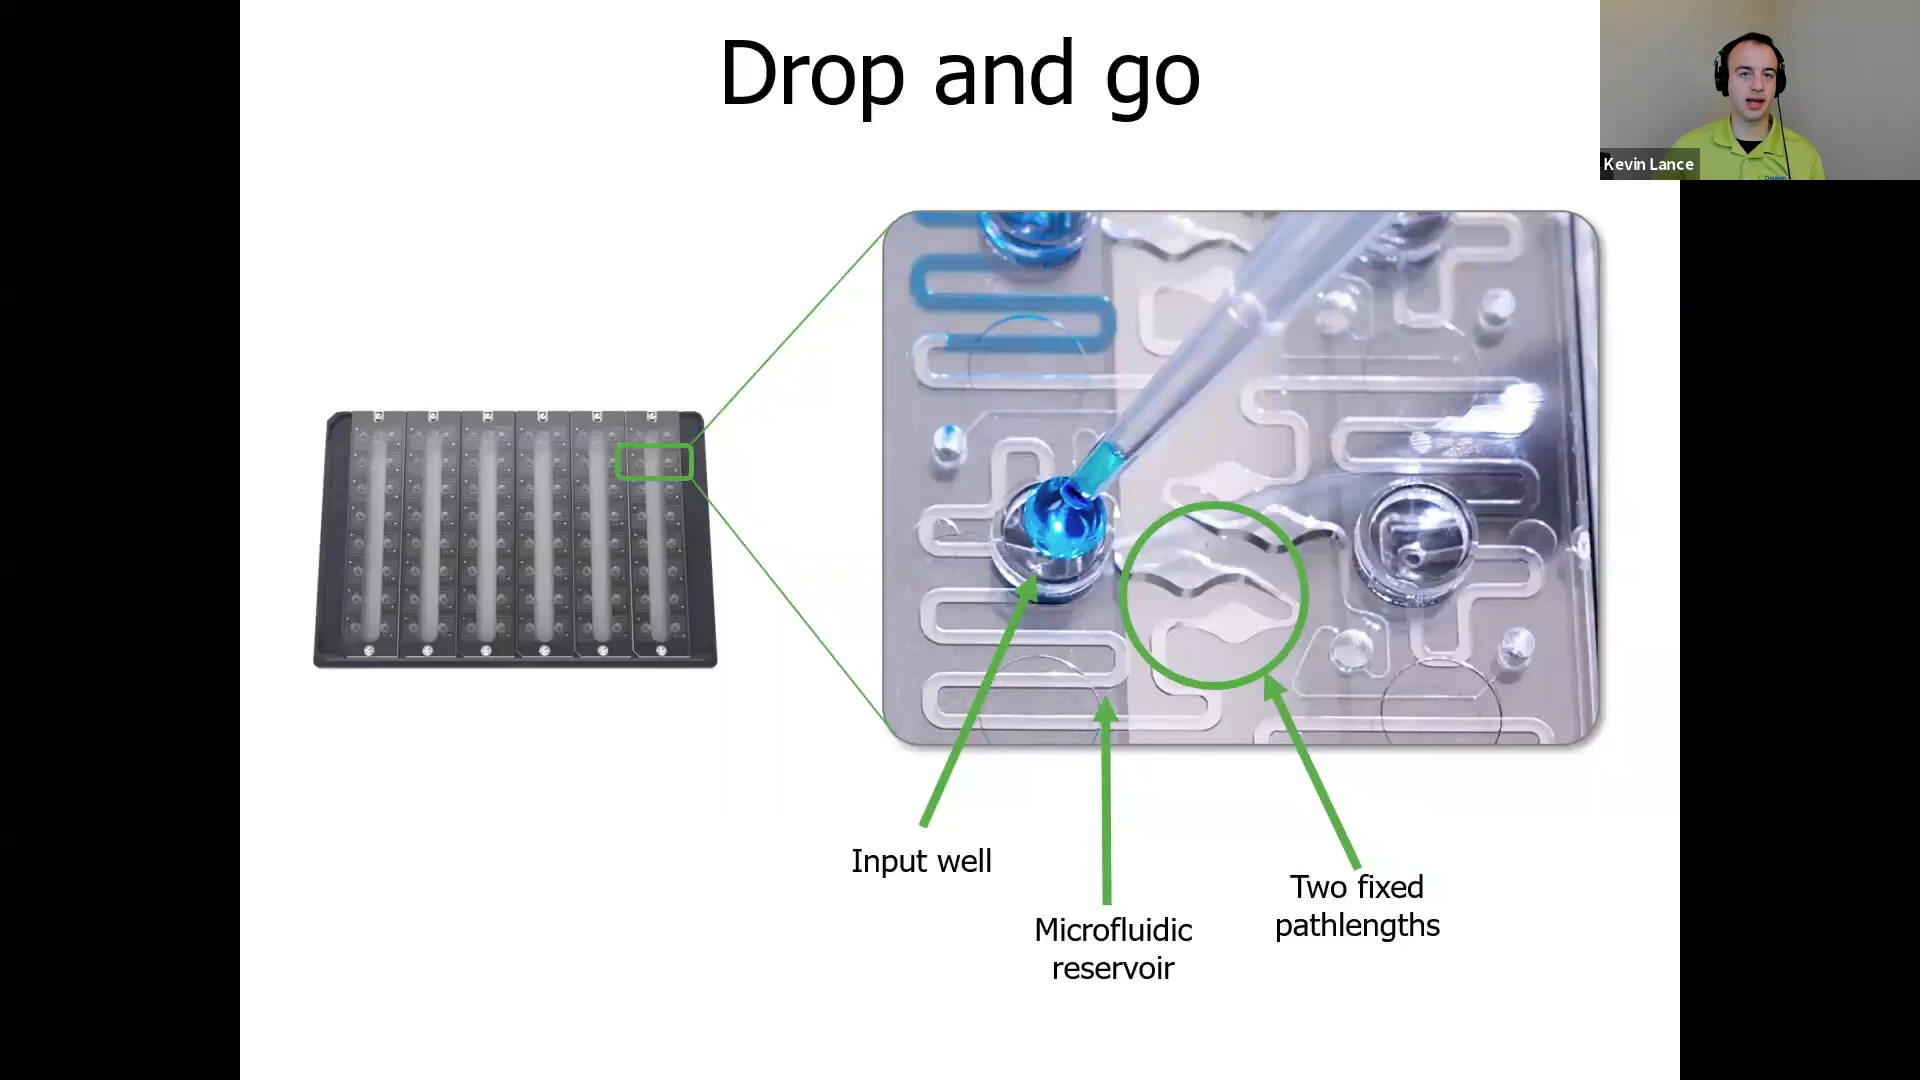 Drop and go
Kevin Lance
Input well
Microfluidic
reservoir
Two fixed
pathlengths